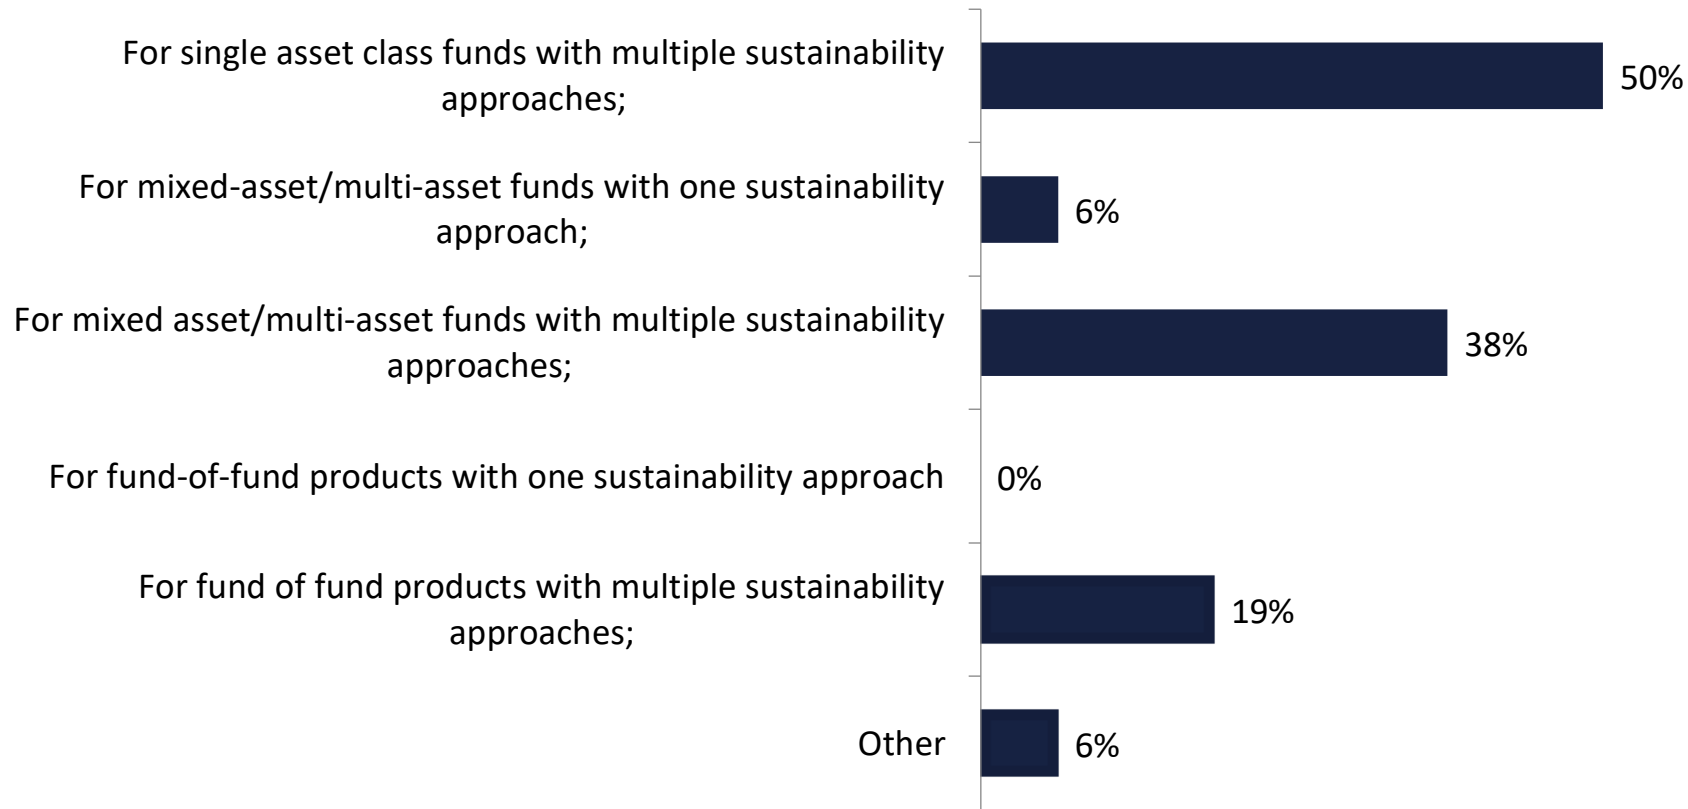 For single asset class funds with multiple sustainability
approaches;
50%
For mixed-asset/multi-asset funds with one sustainability
approach;
6%
For mixed asset/multi-asset funds with multiple sustainability
approaches;
38%
For fund-of-fund products with one sustainability approach
0%
For fund of fund products with multiple sustainability
approaches;
19%
Other
6%